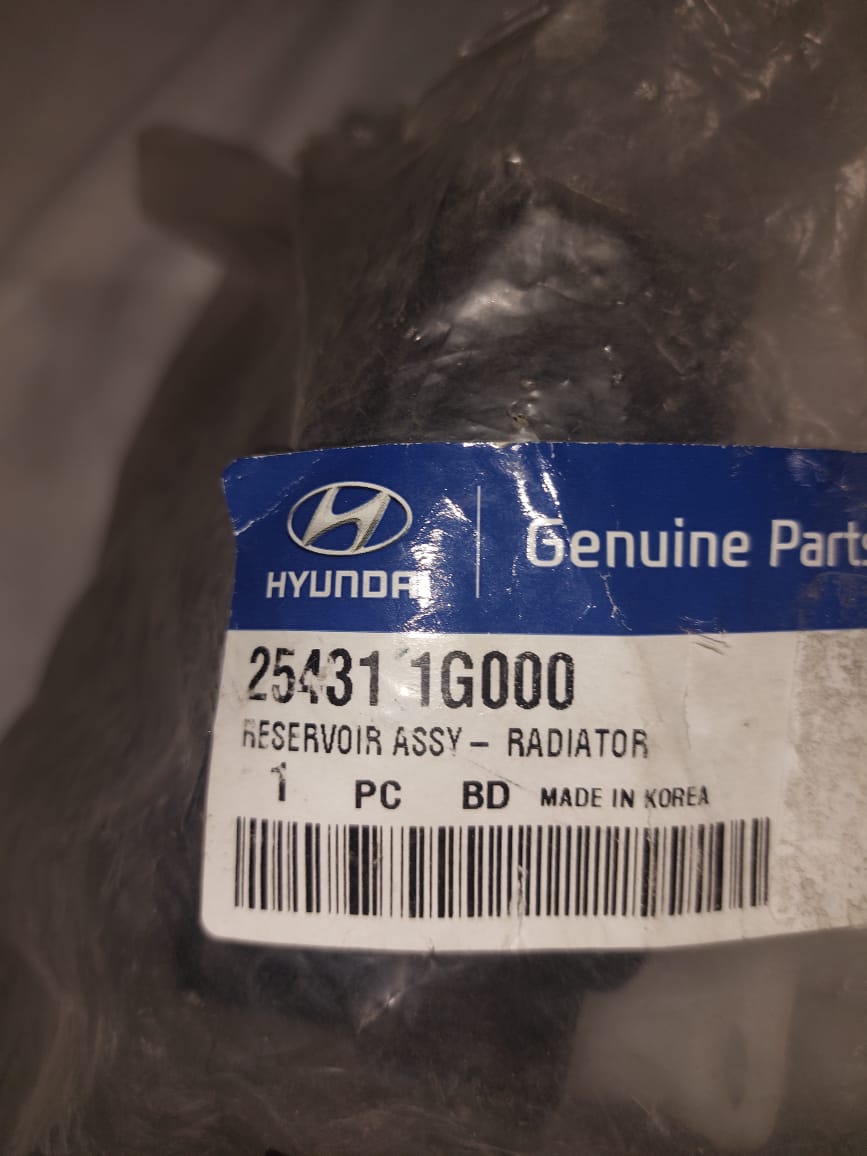 HYUNDAI
Genuine Parts
25431 1G000
RESERVOIR ASSY - RADIATOR
1 PC BD MADE IN KOREA